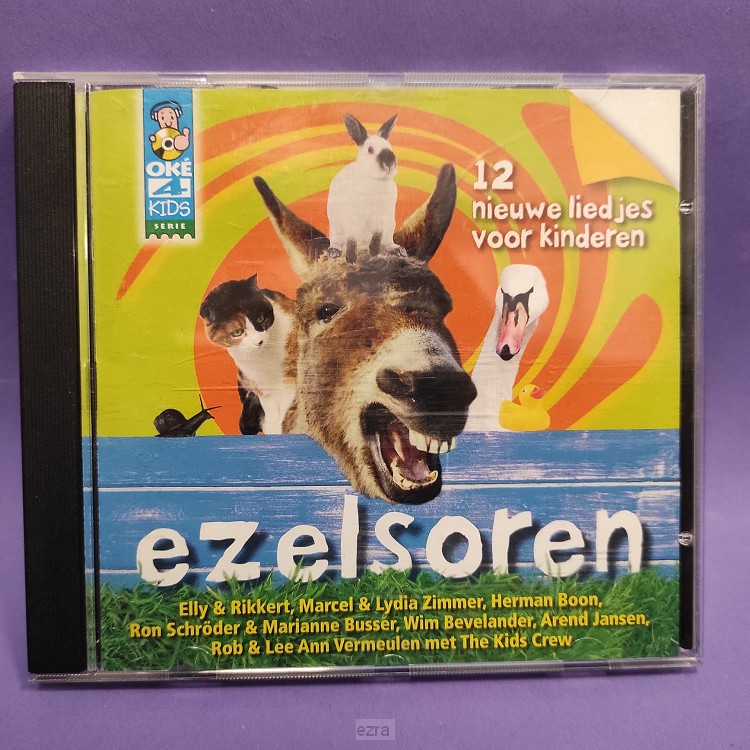 OKÉ
4
KIDS
SERIE
12
nieuwe liedjes
voor kinderen
ezelsoren
Elly & Rikkert, Marcel & Lydia Zimmer, Herman Boon,
Ron Schröder & Marianne Busser, Wim Bevelander, Arend Jansen,
Rob & Lee Ann Vermeulen met The Kids Crew
ezra